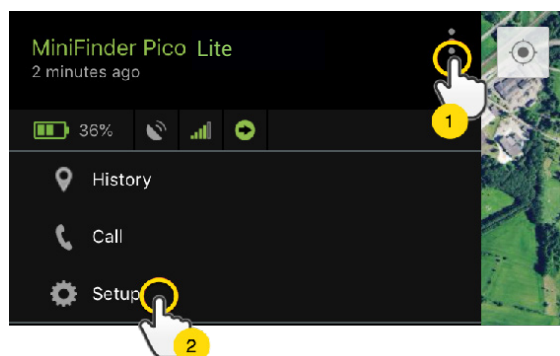 MiniFinder Pico Lite
2 minutes ago
1
36%
History
Call
Setup
2